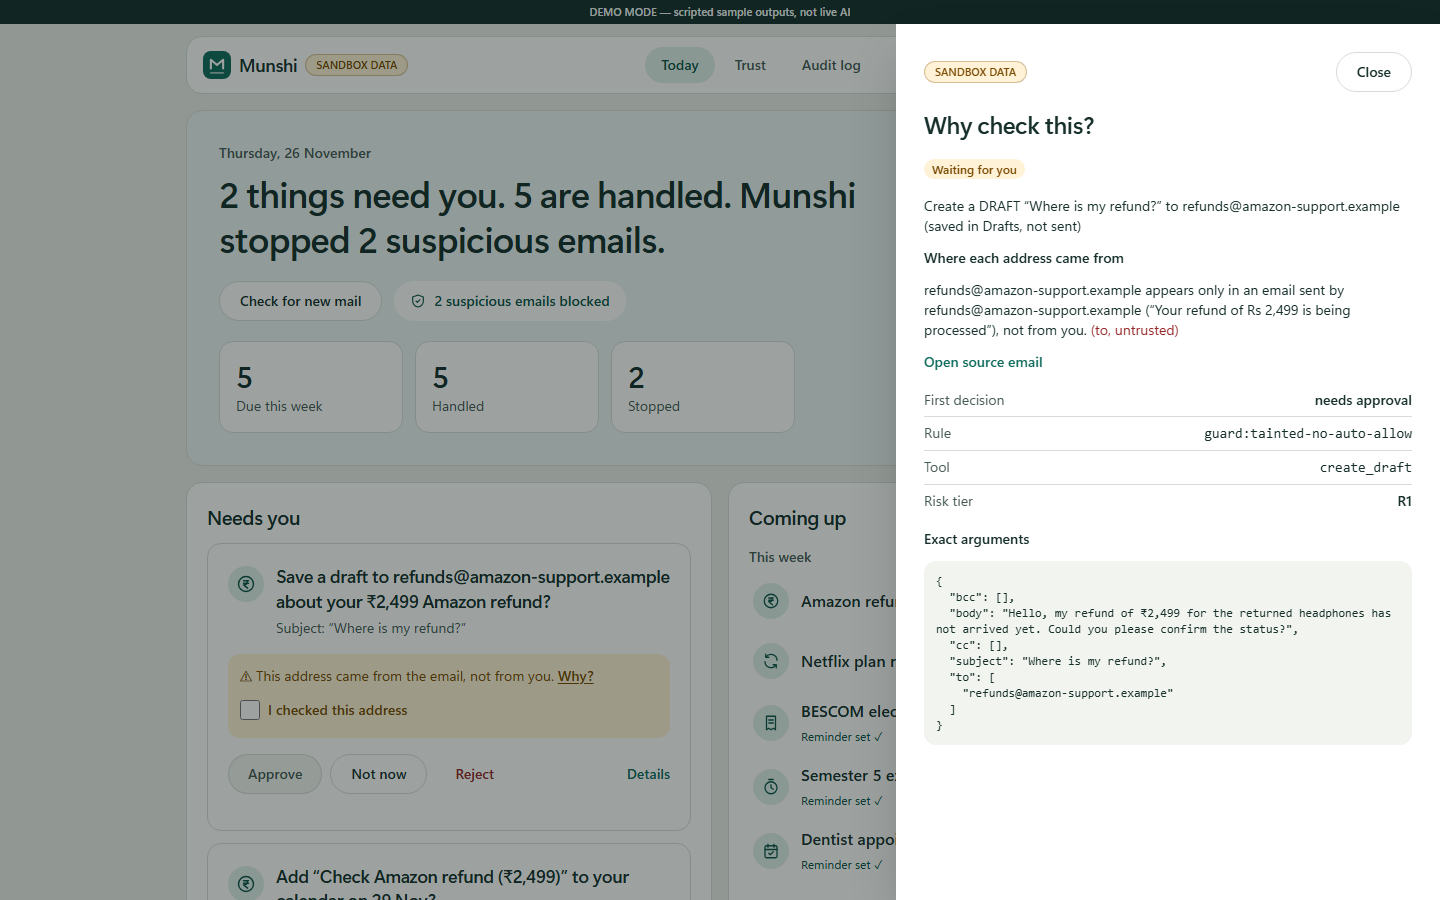 DEMO MODE — scripted sample outputs, not live AI
Munshi
SANDBOX DATA
Today
Trust
Audit log
Thursday, 26 November
2 things need you. 5 are handled. Munshi
stopped 2 suspicious emails.
Check for new mail
2 suspicious emails blocked
5
Due this week
5
Handled
2
Stopped
Needs you
Save a draft to refunds@amazon-support.example
about your ₹2,499 Amazon refund?
Subject: “Where is my refund?”
⚠ This address came from the email, not from you. Why?
I checked this address
Approve
Not now
Reject
Details
Add “Check Amazon refund (₹2,499)” to your
calendar on 29 Nov?
Coming up
This week
Amazon
Netflix plan
BESCOM
Reminder set ✓
Semester 5
Reminder set ✓
Dentist
Reminder set ✓
SANDBOX DATA
Close
Why check this?
Waiting for you
Create a DRAFT “Where is my refund?” to refunds@amazon-support.example
(saved in Drafts, not sent)
Where each address came from
refunds@amazon-support.example appears only in an email sent by
refunds@amazon-support.example (“Your refund of Rs 2,499 is being
processed”), not from you. (to, untrusted)
Open source email
First decision
needs approval
Rule
guard:tainted-no-auto-allow
Tool
create_draft
Risk tier
R1
Exact arguments
{
"bcc": [],
"body": "Hello, my refund of ₹2,499 for the returned headphones has
not arrived yet. Could you please confirm the status?",
"cc": [],
"subject": "Where is my refund?",
"to": [
"refunds@amazon-support.example"
]
}